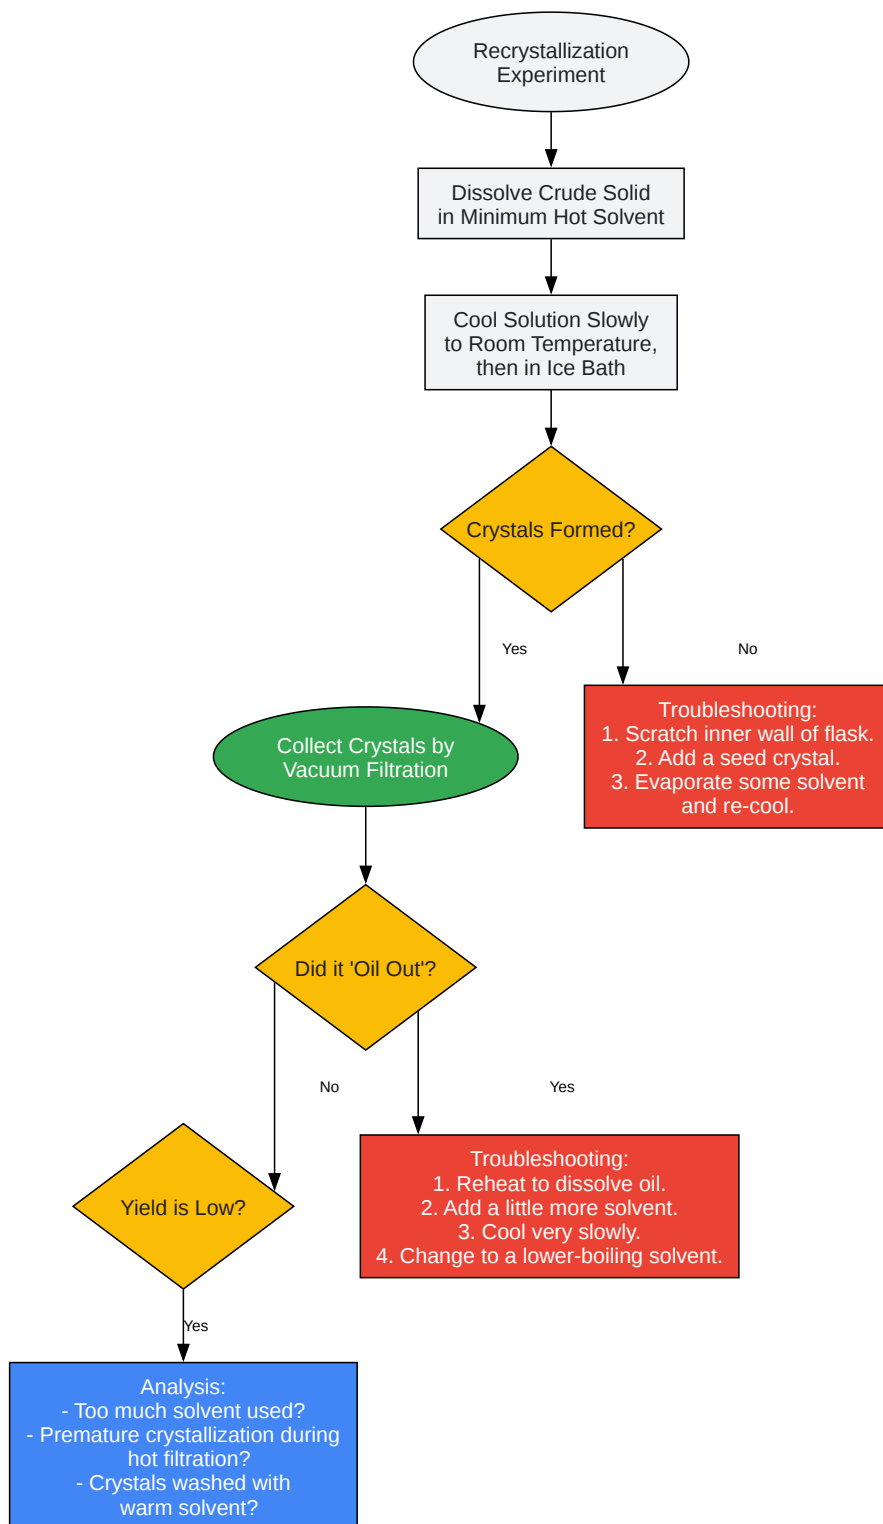 Recrystallization
Experiment
Dissolve Crude Solid
in Minimum Hot Solvent
Cool Solution Slowly
to Room Temperature,
then in Ice Bath
Crystals Formed?
Yes
No
Collect Crystals by
Vacuum Filtration
Troubleshooting:
1. Scratch inner wall of flask.
2. Add a seed crystal.
3. Evaporate some solvent
and re-cool.
Did it 'Oil Out'?
No
Yes
Yield is Low?
Troubleshooting:
1. Reheat to dissolve oil.
2. Add a little more solvent.
3. Cool very slowly.
4. Change to a lower-boiling solvent.
Yes
Analysis:
- Too much solvent used?
- Premature crystallization during
hot filtration?
- Crystals washed with
warm solvent?